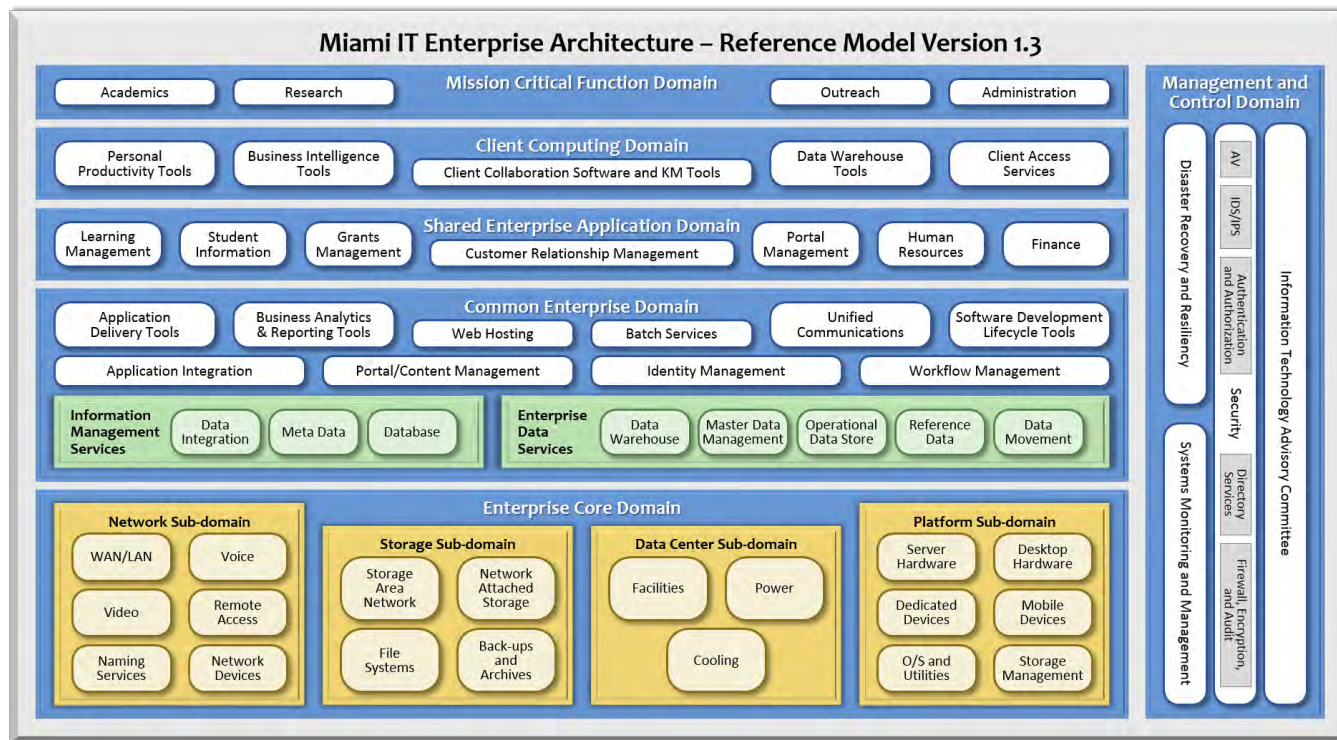 Miami IT Enterprise Architecture – Reference Model Version 1.3
Mission Critical Function Domain
Academics
Research
Outreach
Administration
Client Computing Domain
Personal
Productivity Tools
Business Intelligence
Tools
Client Collaboration Software and KM Tools
Data Warehouse
Tools
Client Access
Services
Shared Enterprise Application Domain
Learning
Management
Student
Information
Grants
Management
Customer Relationship Management
Portal
Management
Human
Resources
Finance
Common Enterprise Domain
Application
Delivery Tools
Business Analytics
& Reporting Tools
Web Hosting
Batch Services
Unified
Communications
Software Development
Lifecycle Tools
Application Integration
Portal/Content Management
Identity Management
Workflow Management
Information
Management
Services
Data
Integration
Meta Data
Database
Enterprise
Data
Services
Data
Warehouse
Master Data
Management
Operational
Data Store
Reference
Data
Data
Movement
Enterprise Core Domain
Network Sub-domain
WAN/LAN
Voice
Video
Remote
Access
Naming
Services
Network
Devices
Storage Sub-domain
Storage
Area
Network
Network
Attached
Storage
File
Systems
Back-ups
and
Archives
Data Center Sub-domain
Facilities
Power
Cooling
Platform Sub-domain
Server
Hardware
Desktop
Hardware
Dedicated
Devices
Mobile
Devices
O/S and
Utilities
Storage
Management
Management and
Control Domain
Disaster Recovery and Resiliency
Systems Monitoring and Management
AV
IDS/IPS
Authentication
and Authorization
Security
Directory
Services
Firewall, Encryption,
and Audit
Information Technology Advisory Committee